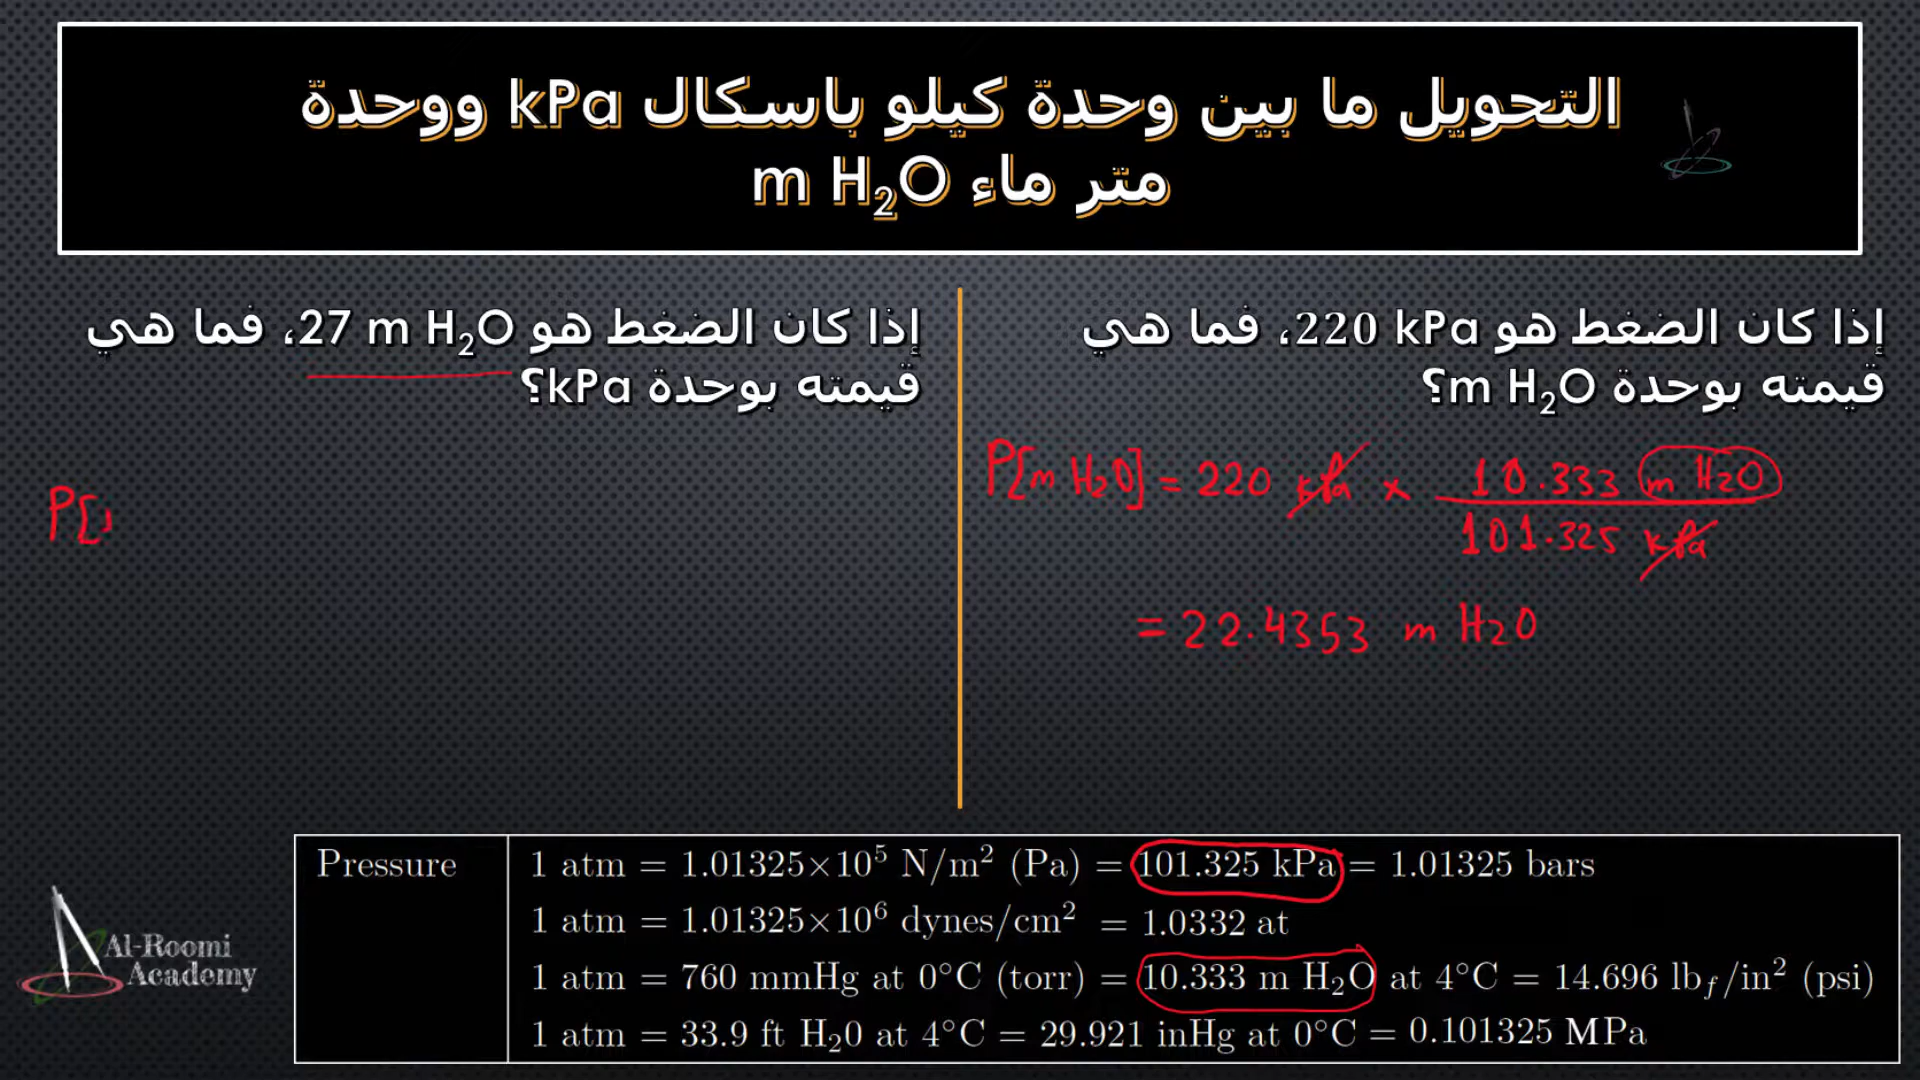 التحويل ما بين وحدة كيلو باسكال kPa ووحدة
متر ماء m H₂O
إذا كان الضغط هو 220 kPa، فما هي
قيمته بوحدة m H₂O؟
P[m H₂O] = 220 kPa × 10.333 m H₂O / 101.325 kPa
= 22.4353 m H₂O
إذا كان الضغط هو 27 m H₂O، فما هي
قيمته بوحدة kPa؟
P[
Pressure
1 atm = 1.01325×10⁵ N/m² (Pa) = 101.325 kPa = 1.01325 bars
1 atm = 1.01325×10⁶ dynes/cm² = 1.0332 at
1 atm = 760 mmHg at 0°C (torr) = 10.333 m H₂O at 4°C = 14.696 lb_f/in² (psi)
1 atm = 33.9 ft H₂0 at 4°C = 29.921 inHg at 0°C = 0.101325 MPa
Al-Roomi
Academy